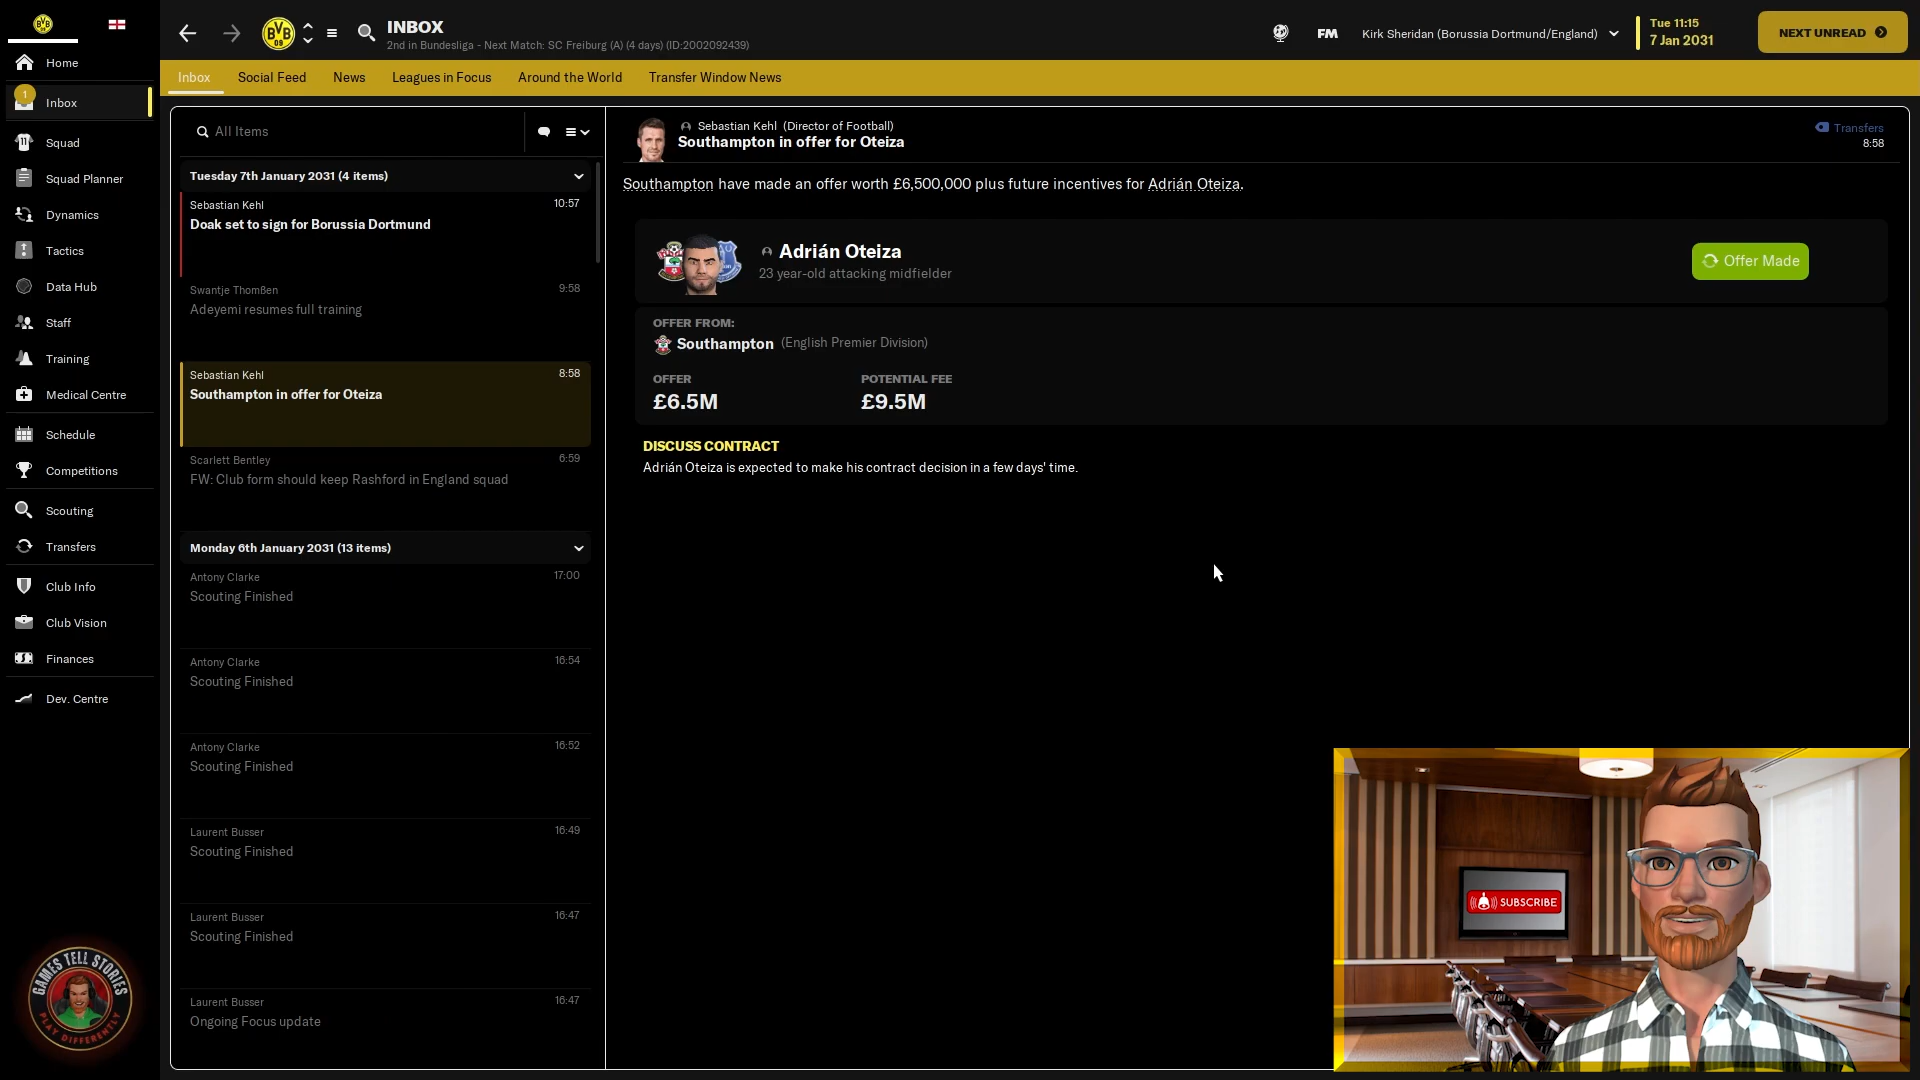 INBOX
2nd in Bundesliga - Next Match: SC Freiburg (A) (4 days) (ID:2002092439)
FM
Kirk Sheridan (Borussia Dortmund/England)
Tue 11:15
7 Jan 2031
NEXT UNREAD
Inbox
Social Feed
News
Leagues in Focus
Around the World
Transfer Window News
Home
1
Inbox
Squad
Squad Planner
Dynamics
Tactics
Data Hub
Staff
Training
Medical Centre
Schedule
Competitions
Scouting
Transfers
Club Info
Club Vision
Finances
Dev. Centre
GAMES TELL STORIES
PLAY DIFFERENTLY
All Items
Tuesday 7th January 2031 (4 items)
Sebastian Kehl 10:57
Doak set to sign for Borussia Dortmund
Swantje Thomßen 9:58
Adeyemi resumes full training
Sebastian Kehl 8:58
Southampton in offer for Oteiza
Scarlett Bentley 6:59
FW: Club form should keep Rashford in England squad
Monday 6th January 2031 (13 items)
Antony Clarke 17:00
Scouting Finished
Antony Clarke 16:54
Scouting Finished
Antony Clarke 16:52
Scouting Finished
Laurent Busser 16:49
Scouting Finished
Laurent Busser 16:47
Scouting Finished
Laurent Busser 16:47
Ongoing Focus update
Sebastian Kehl (Director of Football)
Southampton in offer for Oteiza
Transfers
8:58
Southampton have made an offer worth £6,500,000 plus future incentives for Adrián Oteiza.
Adrián Oteiza
23 year-old attacking midfielder
Offer Made
OFFER FROM:
Southampton (English Premier Division)
OFFER
POTENTIAL FEE
£6.5M
£9.5M
DISCUSS CONTRACT
Adrián Oteiza is expected to make his contract decision in a few days' time.
SUBSCRIBE
BVB
09